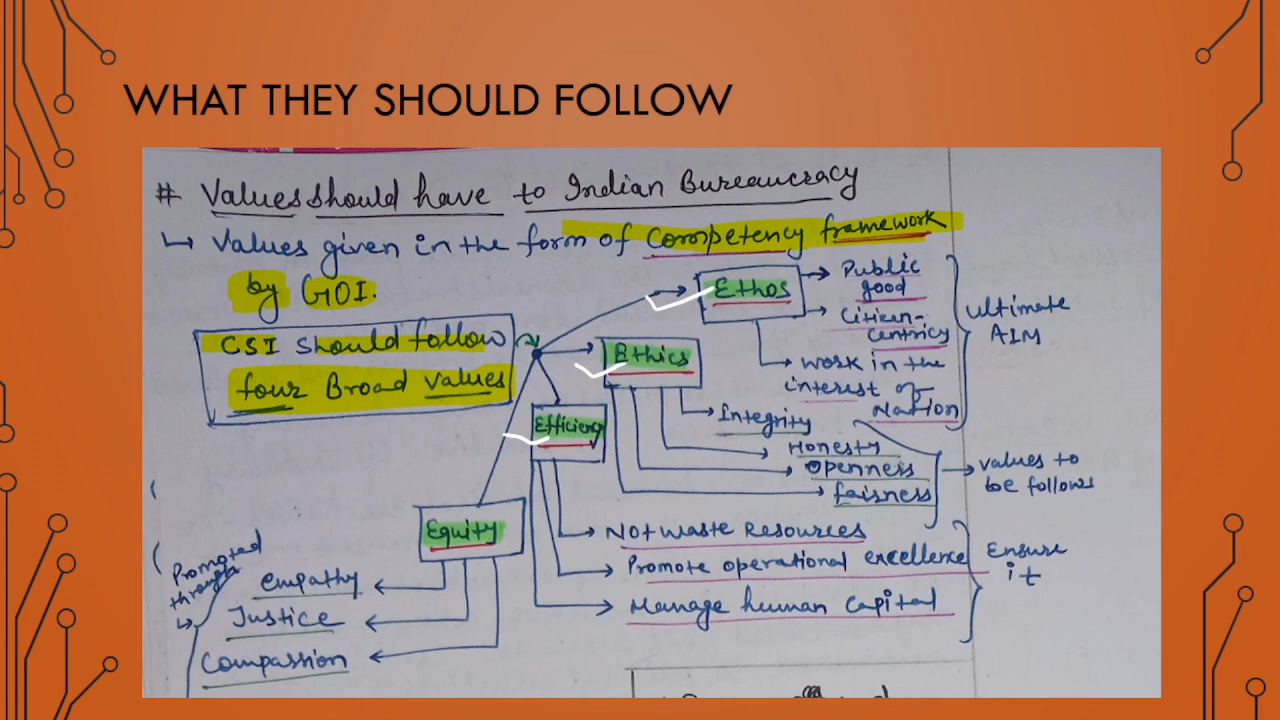 WHAT THEY SHOULD FOLLOW
# Values should have to Indian Bureaucracy
↳ Values given in the form of Competency framework
by GOI.
CSI should follow
four Broad values
Ethos
Public
good
Citizen-
centricy
work in the
interest of
Nation
ultimate
AIM
Ethics
Integrity
Honesty
Openness
fairness
values to
be follows
Efficiency
NOt waste Resources
Promote operational excellence
Manage human Capital
Ensure
it
Equity
Promoted
through
empathy
Justice
Compassion